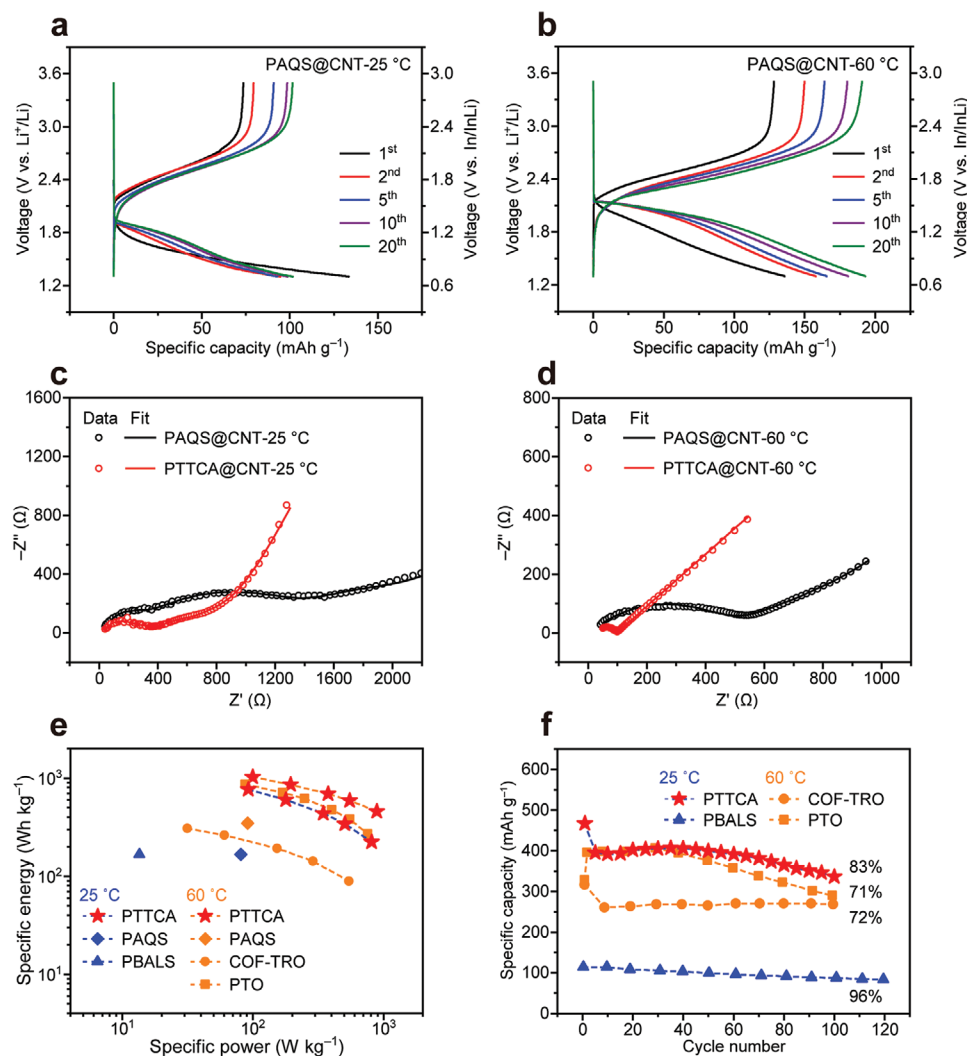 a
PAQS@CNT-25 °C
Voltage (V vs. Li⁺/Li)
3.6
3.0
2.4
1.8
1.2
3.0
2.4
1.8
1.2
0.6
Voltage (V vs. In/InLi)
1st
2nd
5th
10th
20th
0 50 100 150
Specific capacity (mAh g⁻¹)
b
PAQS@CNT-60 °C
Voltage (V vs. Li⁺/Li)
3.6
3.0
2.4
1.8
1.2
3.0
2.4
1.8
1.2
0.6
Voltage (V vs. In/InLi)
1st
2nd
5th
10th
20th
0 50 100 150 200
Specific capacity (mAh g⁻¹)
c
Data Fit
PAQS@CNT-25 °C
PTTCA@CNT-25 °C
–Z'' (Ω)
1600
1200
800
400
0
0 400 800 1200 1600 2000
Z' (Ω)
d
Data Fit
PAQS@CNT-60 °C
PTTCA@CNT-60 °C
–Z'' (Ω)
800
600
400
200
0
0 200 400 600 800 1000
Z' (Ω)
e
Specific energy (Wh kg⁻¹)
10³
10²
10¹
25 ˚C 60 ˚C
PTTCA PTTCA
PAQS PAQS
PBALS COF-TRO
PTO
10¹ 10² 10³
Specific power (W kg⁻¹)
f
Specific capacity (mAh g⁻¹)
600
500
400
300
200
100
0
25 ˚C 60 ˚C
PTTCA COF-TRO
PBALS PTO
83%
71%
72%
96%
0 20 40 60 80 100 120
Cycle number